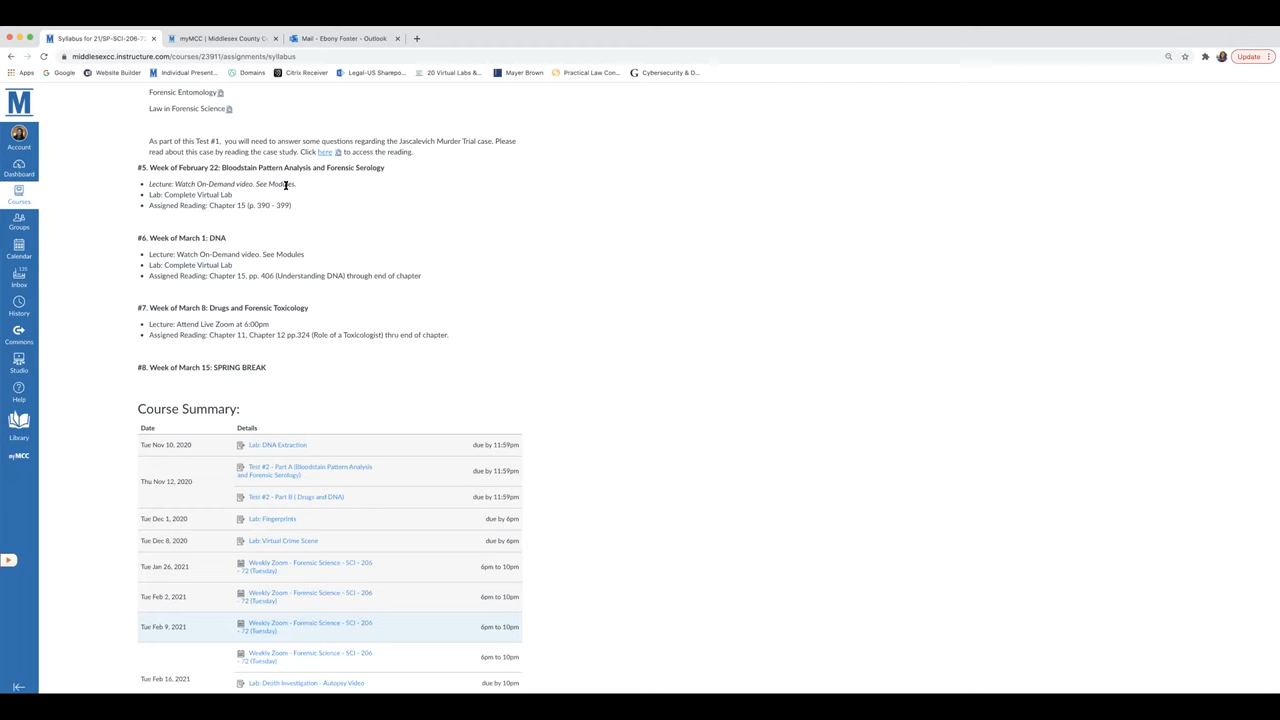 Syllabus for 21/SP-SCI-206-7
myMCC | Middlesex County C
Mail - Ebony Foster - Outlook
middlesexcc.instructure.com/courses/23911/assignments/syllabus
Update
Apps
Google
Website Builder
Individual Present...
Domains
Citrix Receiver
Legal-US Sharepo...
20 Virtual Labs &...
Mayer Brown
Practical Law Con...
Cybersecurity & D...
M
Account
Dashboard
Courses
Groups
Calendar
Inbox
History
Commons
Studio
Help
Library
myMCC
Forensic Entomology
Law in Forensic Science
As part of this Test #1, you will need to answer some questions regarding the Jascalevich Murder Trial case. Please
read about this case by reading the case study. Click here to access the reading.
#5. Week of February 22: Bloodstain Pattern Analysis and Forensic Serology
• Lecture: Watch On-Demand video. See Modules.
• Lab: Complete Virtual Lab
• Assigned Reading: Chapter 15 (p. 390 - 399)
#6. Week of March 1: DNA
• Lecture: Watch On-Demand video. See Modules
• Lab: Complete Virtual Lab
• Assigned Reading: Chapter 15, pp. 406 (Understanding DNA) through end of chapter
#7. Week of March 8: Drugs and Forensic Toxicology
• Lecture: Attend Live Zoom at 6:00pm
• Assigned Reading: Chapter 11, Chapter 12 pp.324 (Role of a Toxicologist) thru end of chapter.
#8. Week of March 15: SPRING BREAK
Course Summary:
Date Details
Tue Nov 10, 2020 Lab: DNA Extraction due by 11:59pm
Thu Nov 12, 2020 Test #2 - Part A (Bloodstain Pattern Analysis
and Forensic Serology) due by 11:59pm
Test #2 - Part B ( Drugs and DNA) due by 11:59pm
Tue Dec 1, 2020 Lab: Fingerprints due by 6pm
Tue Dec 8, 2020 Lab: Virtual Crime Scene due by 6pm
Tue Jan 26, 2021 Weekly Zoom - Forensic Science - SCI - 206
- 72 (Tuesday) 6pm to 10pm
Tue Feb 2, 2021 Weekly Zoom - Forensic Science - SCI - 206
- 72 (Tuesday) 6pm to 10pm
Tue Feb 9, 2021 Weekly Zoom - Forensic Science - SCI - 206
- 72 (Tuesday) 6pm to 10pm
Weekly Zoom - Forensic Science - SCI - 206
- 72 (Tuesday) 6pm to 10pm
Tue Feb 16, 2021 Lab: Death Investigation - Autopsy Video due by 10pm